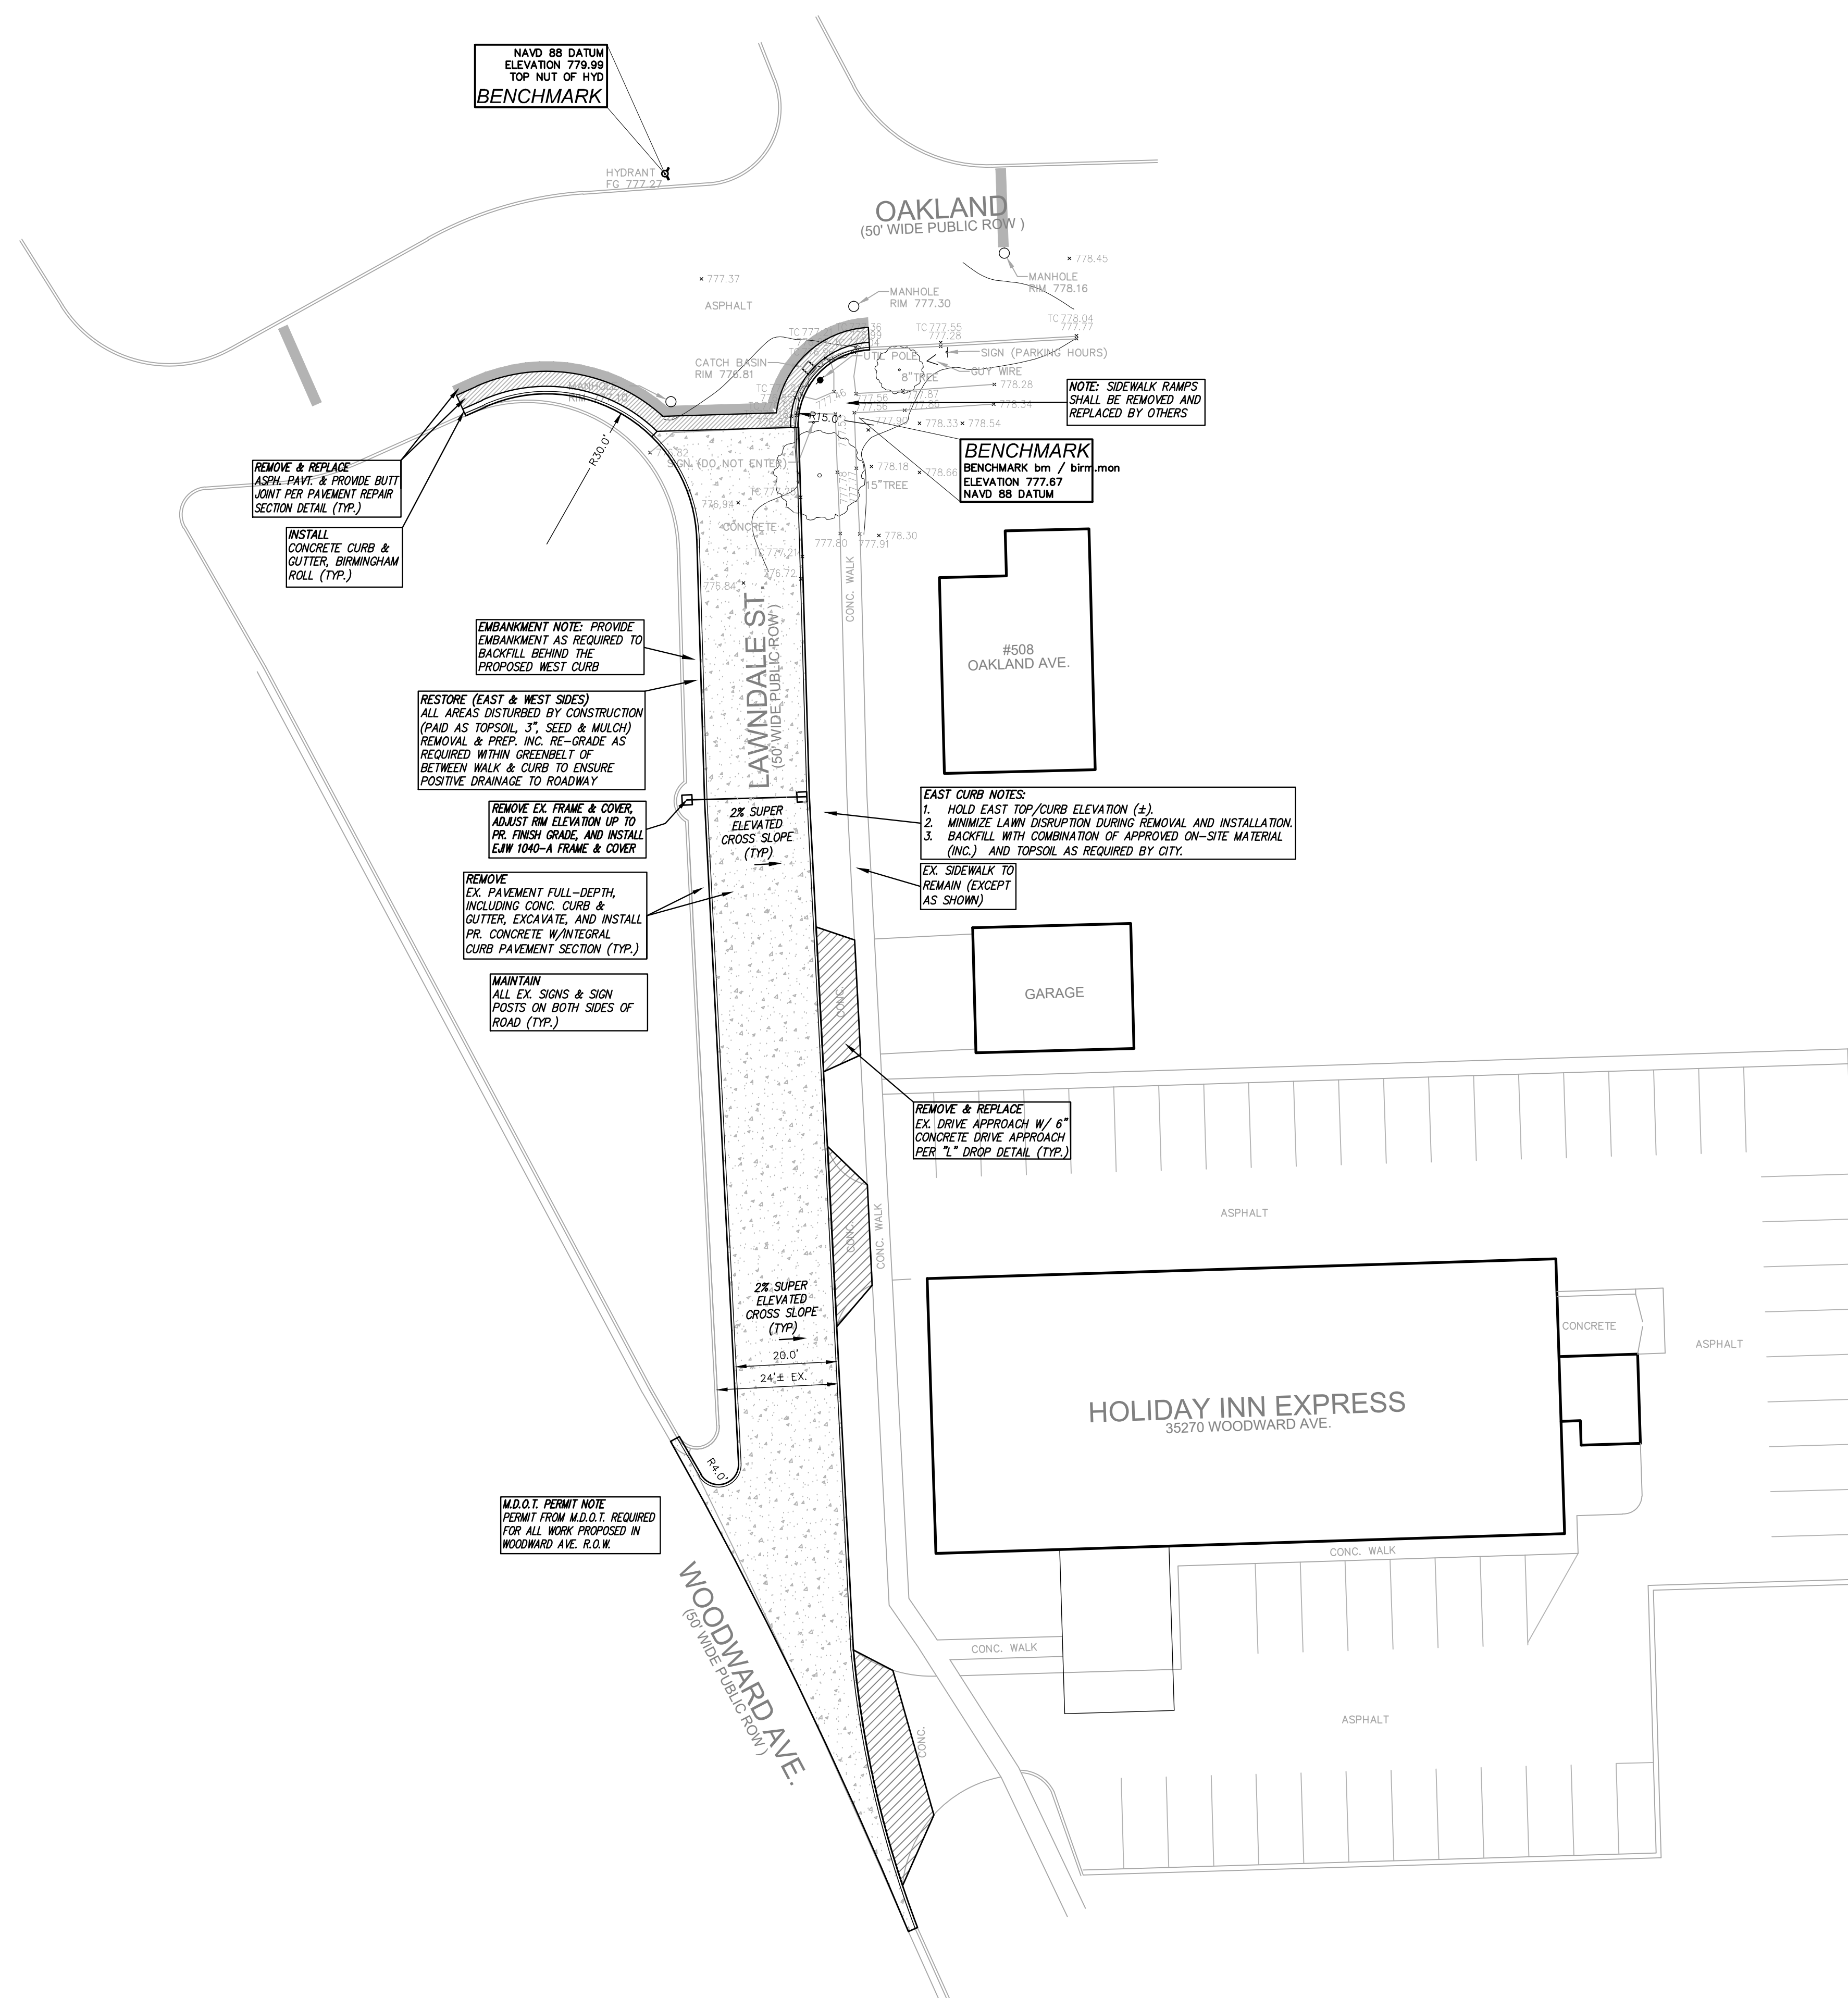 NAVD 88 DATUM
ELEVATION 779.99
TOP NUT OF HYD
BENCHMARK
HYDRANT
FG 777.27
OAKLAND
(50' WIDE PUBLIC ROW )
778.45
MANHOLE
RIM 778.16
777.37
ASPHALT
MANHOLE
RIM 777.30
TC 778.04
777.77
TC 777.55
777.28
SIGN (PARKING HOURS)
UTIL POLE
GUY WIRE
8"TREE
CATCH BASIN
RIM 776.81
MANHOLE
778.28
778.34
777.87
777.56
777.56
777.46
778.33
778.54
R15.0'
R30.0'
NOTE: SIDEWALK RAMPS
SHALL BE REMOVED AND
REPLACED BY OTHERS
BENCHMARK
BENCHMARK bm / birm.mon
ELEVATION 777.67
NAVD 88 DATUM
REMOVE & REPLACE
ASPH. PAVT. & PROVIDE BUTT
JOINT PER PAVEMENT REPAIR
SECTION DETAIL (TYP.)
INSTALL
CONCRETE CURB &
GUTTER, BIRMINGHAM
ROLL (TYP.)
SIGN (DO NOT ENTER)
778.18
778.66
15"TREE
776.94
CONCRETE
777.80
777.91
778.30
TC 777.21
776.72
776.84
CONC. WALK
LAWNDALE ST.
(50' WIDE PUBLIC ROW )
#508
OAKLAND AVE.
EMBANKMENT NOTE: PROVIDE
EMBANKMENT AS REQUIRED TO
BACKFILL BEHIND THE
PROPOSED WEST CURB
RESTORE (EAST & WEST SIDES)
ALL AREAS DISTURBED BY CONSTRUCTION
(PAID AS TOPSOIL, 3", SEED & MULCH)
REMOVAL & PREP. INC. RE-GRADE AS
REQUIRED WITHIN GREENBELT OF
BETWEEN WALK & CURB TO ENSURE
POSITIVE DRAINAGE TO ROADWAY
REMOVE EX. FRAME & COVER,
ADJUST RIM ELEVATION UP TO
PR. FINISH GRADE, AND INSTALL
EJIW 1040-A FRAME & COVER
2% SUPER
ELEVATED
CROSS SLOPE
(TYP)
EAST CURB NOTES:
1. HOLD EAST TOP/CURB ELEVATION (±).
2. MINIMIZE LAWN DISRUPTION DURING REMOVAL AND INSTALLATION.
3. BACKFILL WITH COMBINATION OF APPROVED ON-SITE MATERIAL
(INC.) AND TOPSOIL AS REQUIRED BY CITY.
EX. SIDEWALK TO
REMAIN (EXCEPT
AS SHOWN)
REMOVE
EX. PAVEMENT FULL-DEPTH,
INCLUDING CONC. CURB &
GUTTER, EXCAVATE, AND INSTALL
PR. CONCRETE W/INTEGRAL
CURB PAVEMENT SECTION (TYP.)
MAINTAIN
ALL EX. SIGNS & SIGN
POSTS ON BOTH SIDES OF
ROAD (TYP.)
CONC.
GARAGE
REMOVE & REPLACE
EX. DRIVE APPROACH W/ 6"
CONCRETE DRIVE APPROACH
PER "L" DROP DETAIL (TYP.)
ASPHALT
CONC.
CONC. WALK
2% SUPER
ELEVATED
CROSS SLOPE
(TYP)
20.0'
24'± EX.
CONCRETE
ASPHALT
HOLIDAY INN EXPRESS
35270 WOODWARD AVE.
R4.0'
M.D.O.T. PERMIT NOTE
PERMIT FROM M.D.O.T. REQUIRED
FOR ALL WORK PROPOSED IN
WOODWARD AVE. R.O.W.
CONC. WALK
CONC. WALK
WOODWARD AVE.
(50' WIDE PUBLIC ROW )
CONC.
ASPHALT